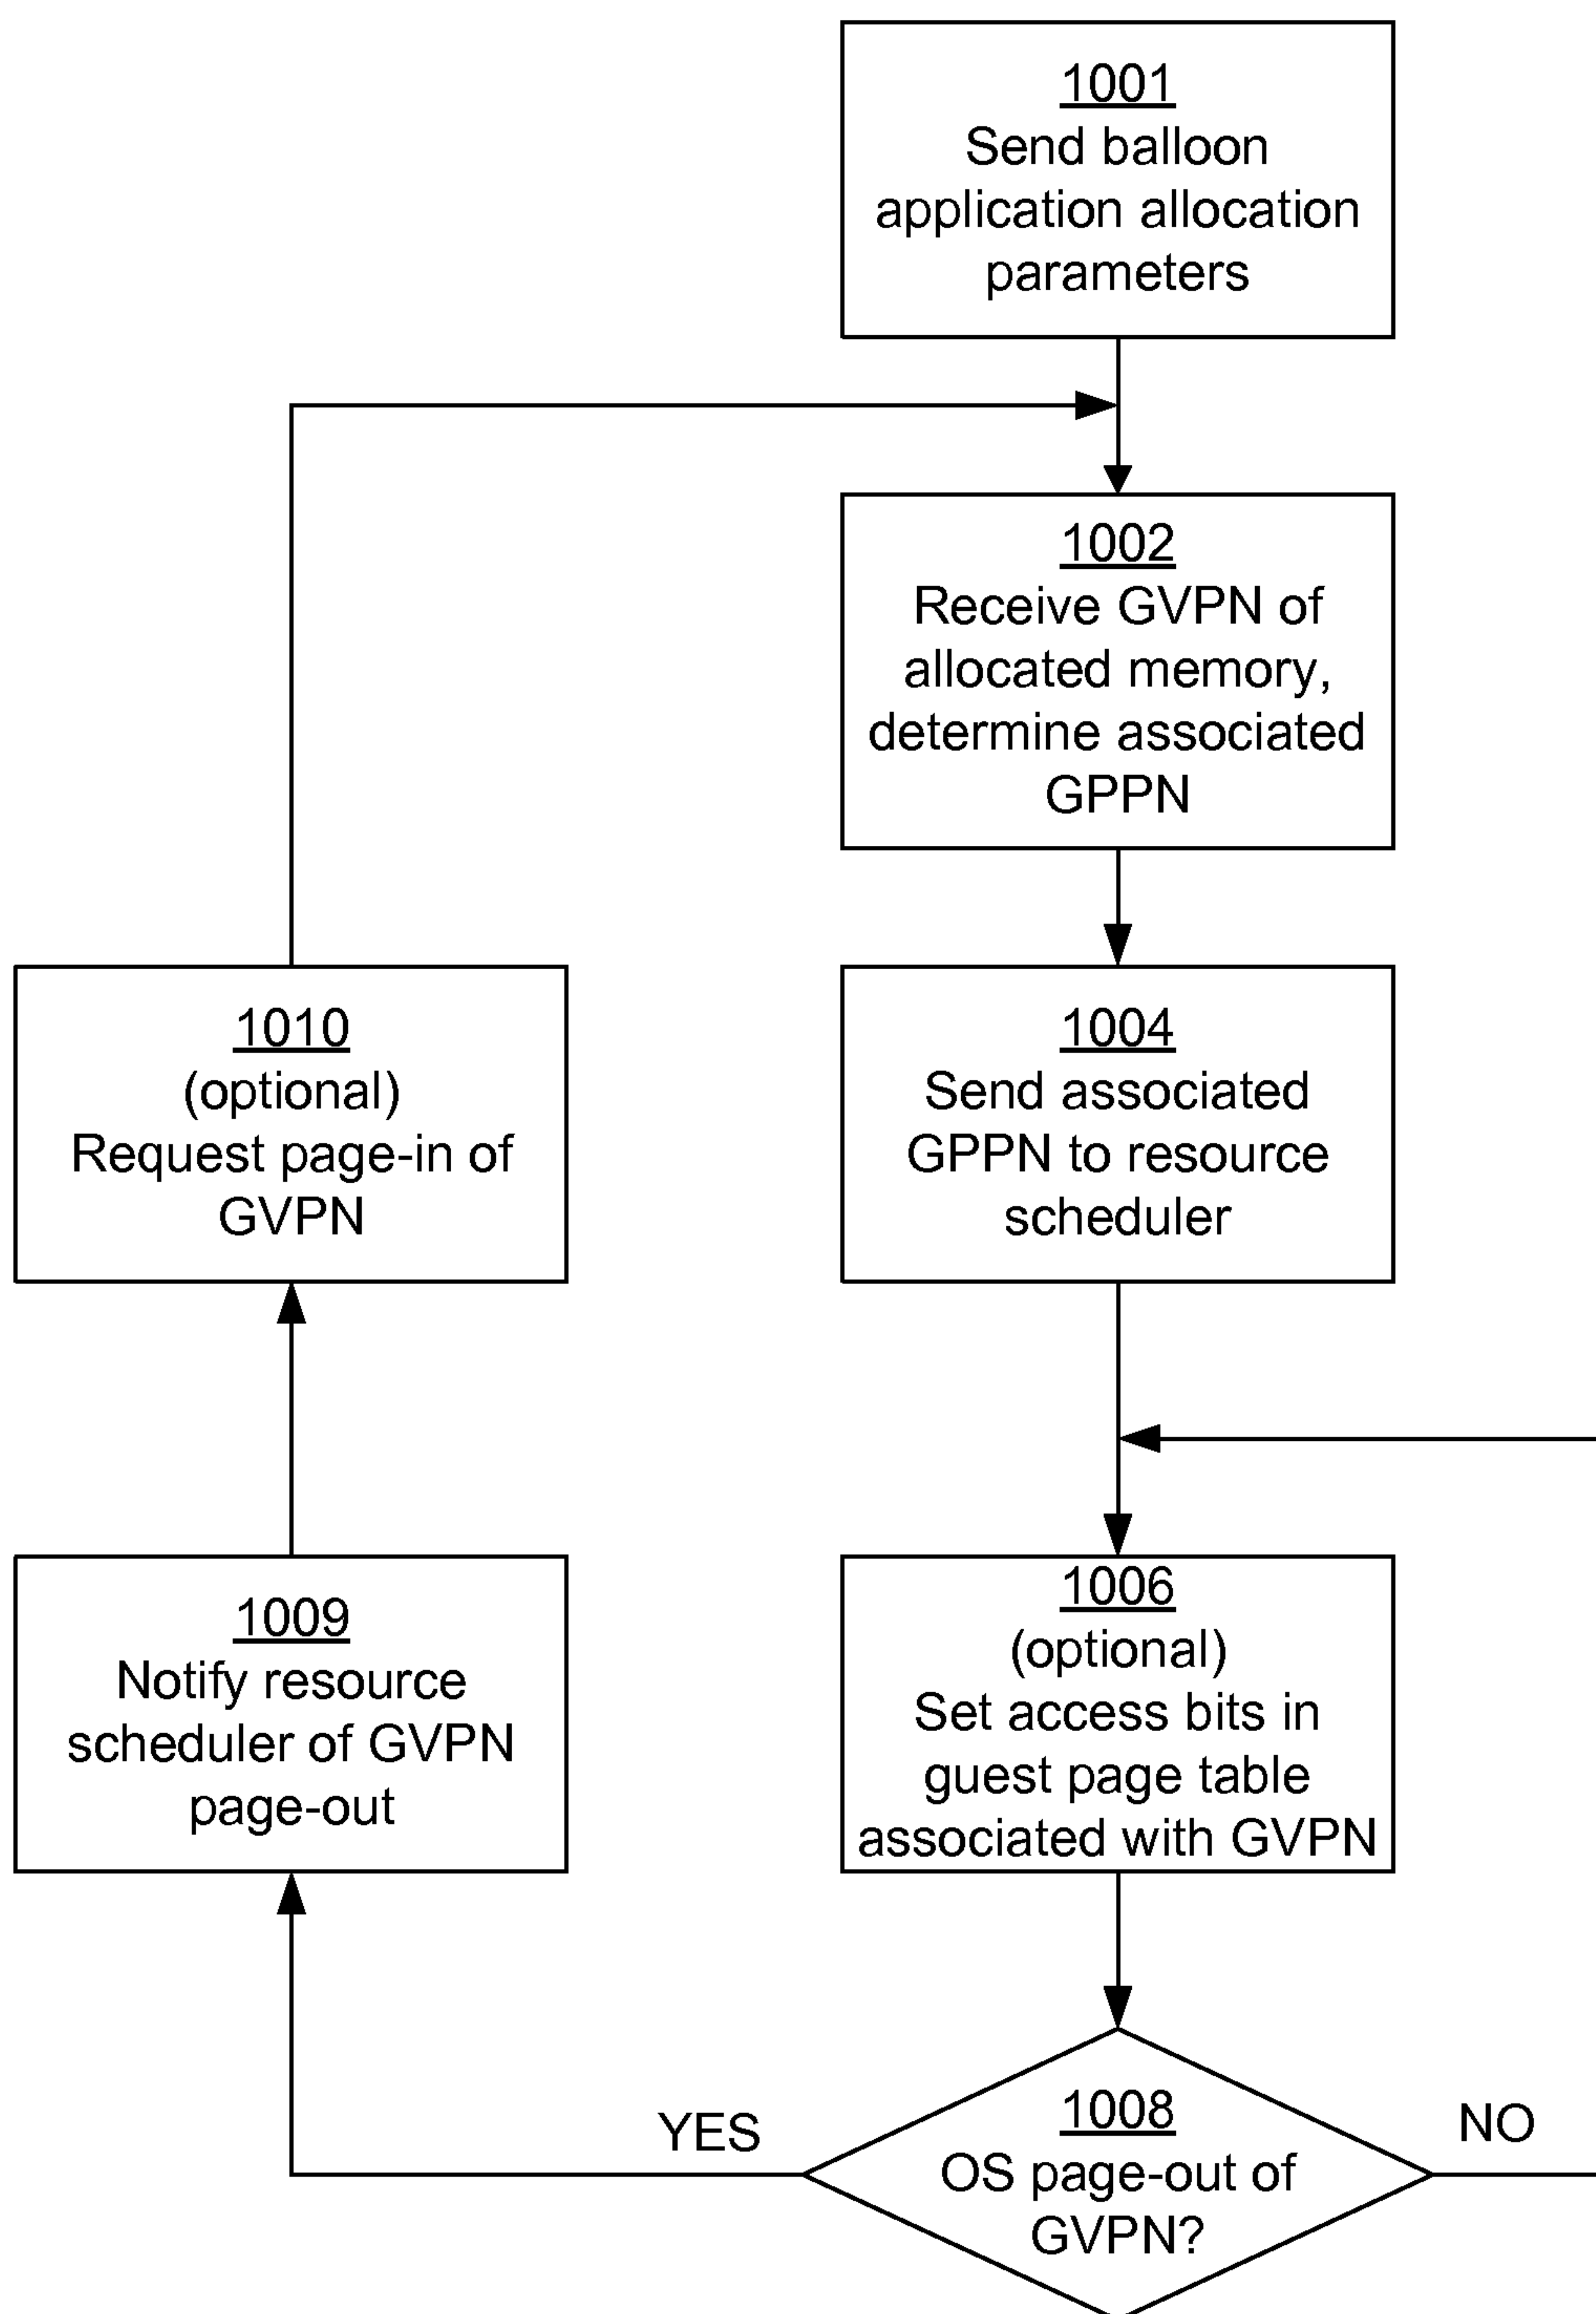 1001
Send balloon
application allocation
parameters
1002
Receive GVPN of
allocated memory,
determine associated
GPPN
1010
(optional)
Request page-in of
GVPN
1004
Send associated
GPPN to resource
scheduler
1009
Notify resource
scheduler of GVPN
page-out
1006
(optional)
Set access bits in
guest page table
associated with GVPN
YES
1008
OS page-out of
GVPN?
NO